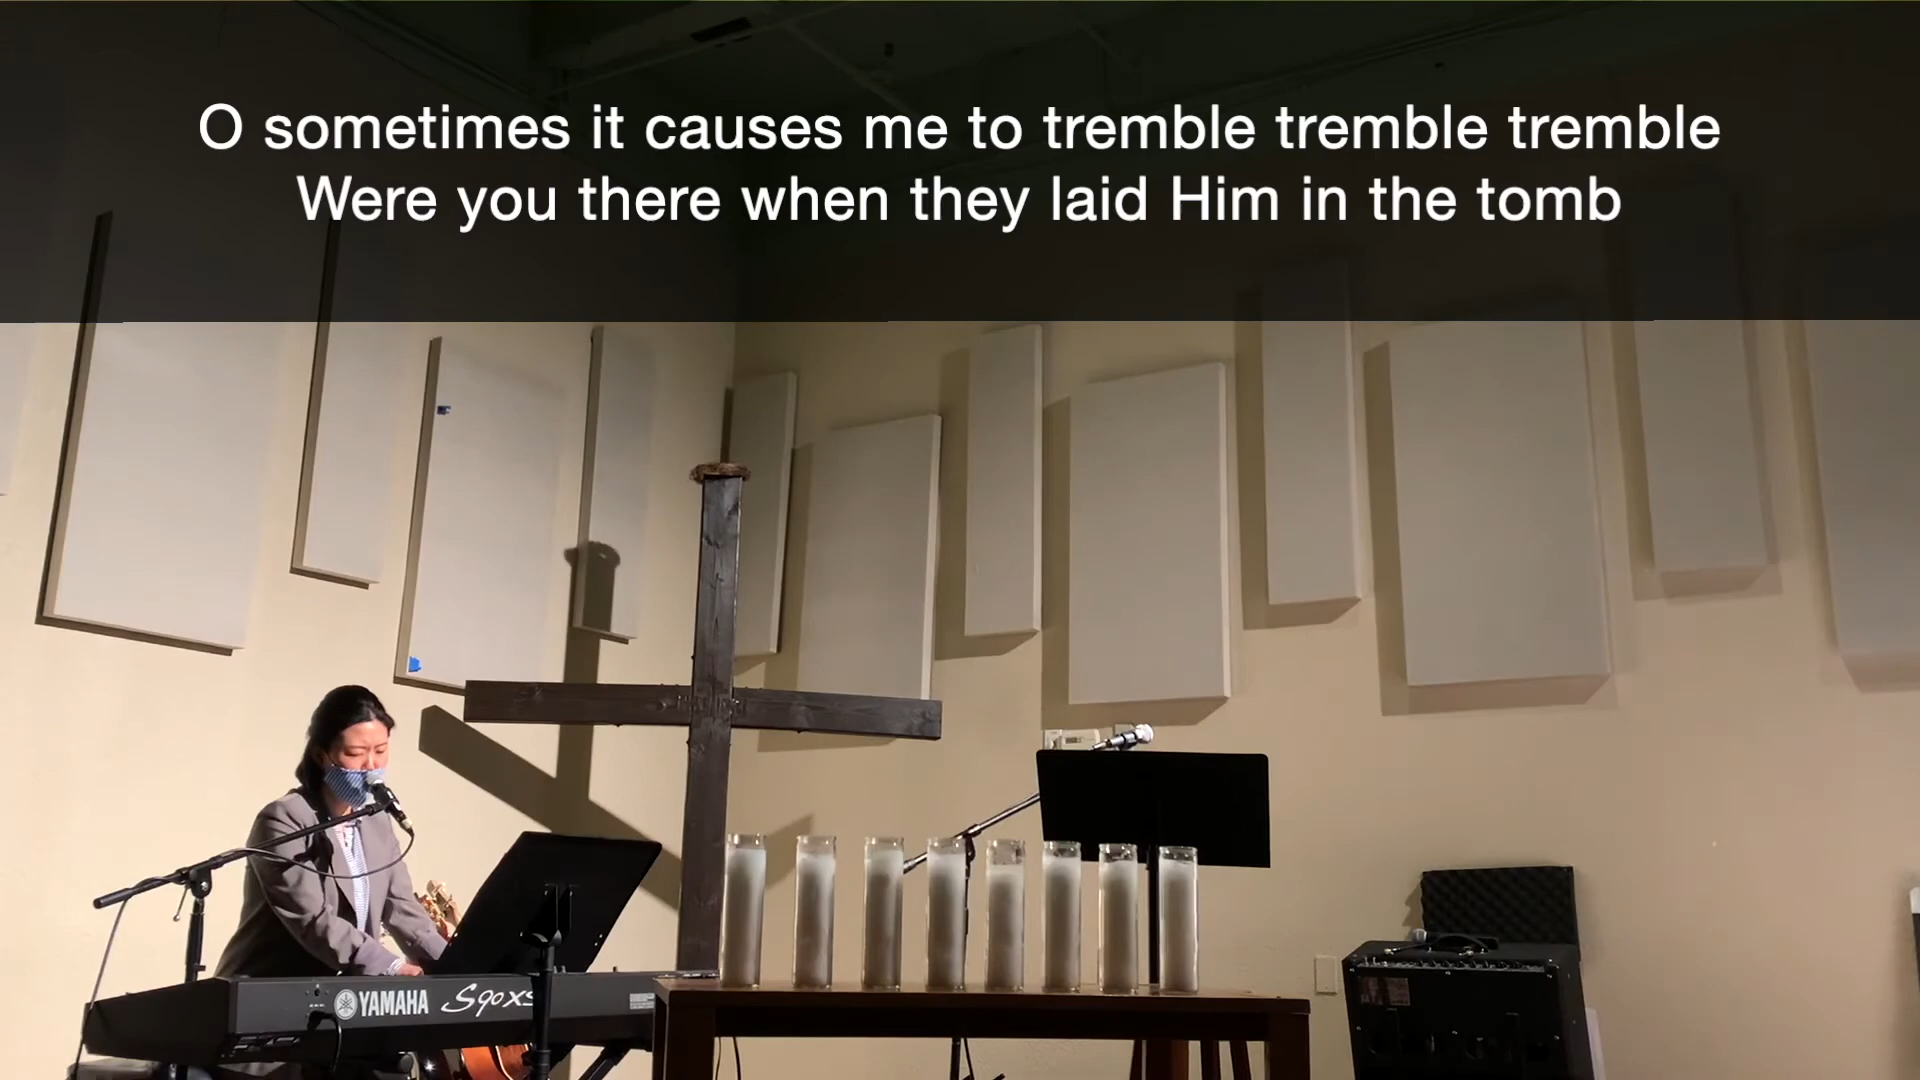 O sometimes it causes me to tremble tremble tremble
Were you there when they laid Him in the tomb
YAMAHA S90XS